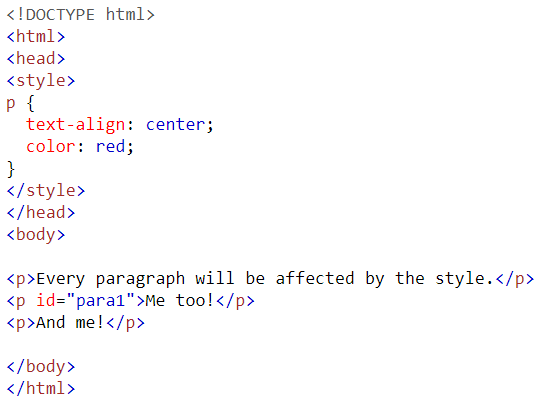 <!DOCTYPE html>
<html>
<head>
<style>
p {
  text-align: center;
  color: red;
}
</style>
</head>
<body>

<p>Every paragraph will be affected by the style.</p>
<p id="para1">Me too!</p>
<p>And me!</p>

</body>
</html>